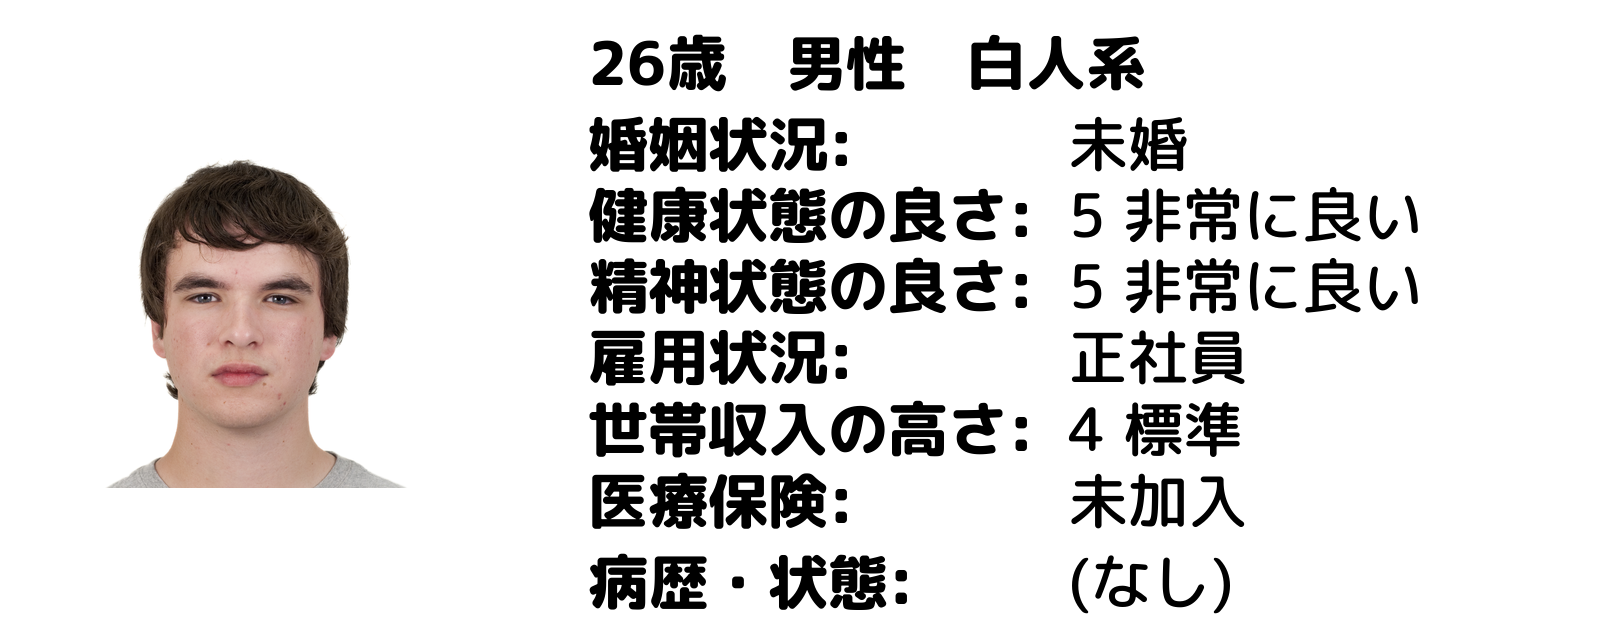 26歳　男性　白人系
婚姻状況: 未婚
健康状態の良さ: 5 非常に良い
精神状態の良さ: 5 非常に良い
雇用状況: 正社員
世帯収入の高さ: 4 標準
医療保険: 未加入
病歴・状態: (なし)